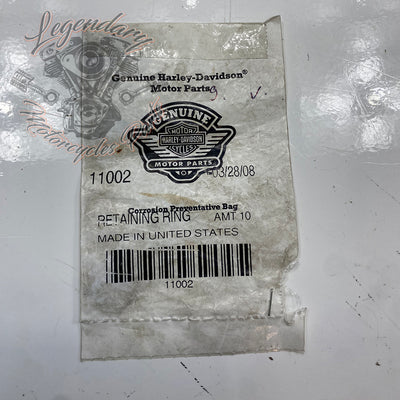 Legendary
Motorcycles
Genuine Harley-Davidson®
Motor Parts
GENUINE
MOTOR
HARLEY-DAVIDSON
CYCLES
MOTOR PARTS
11002
03/28/08
Corrosion Preventative Bag
RETAINING RING AMT 10
MADE IN UNITED STATES
11002